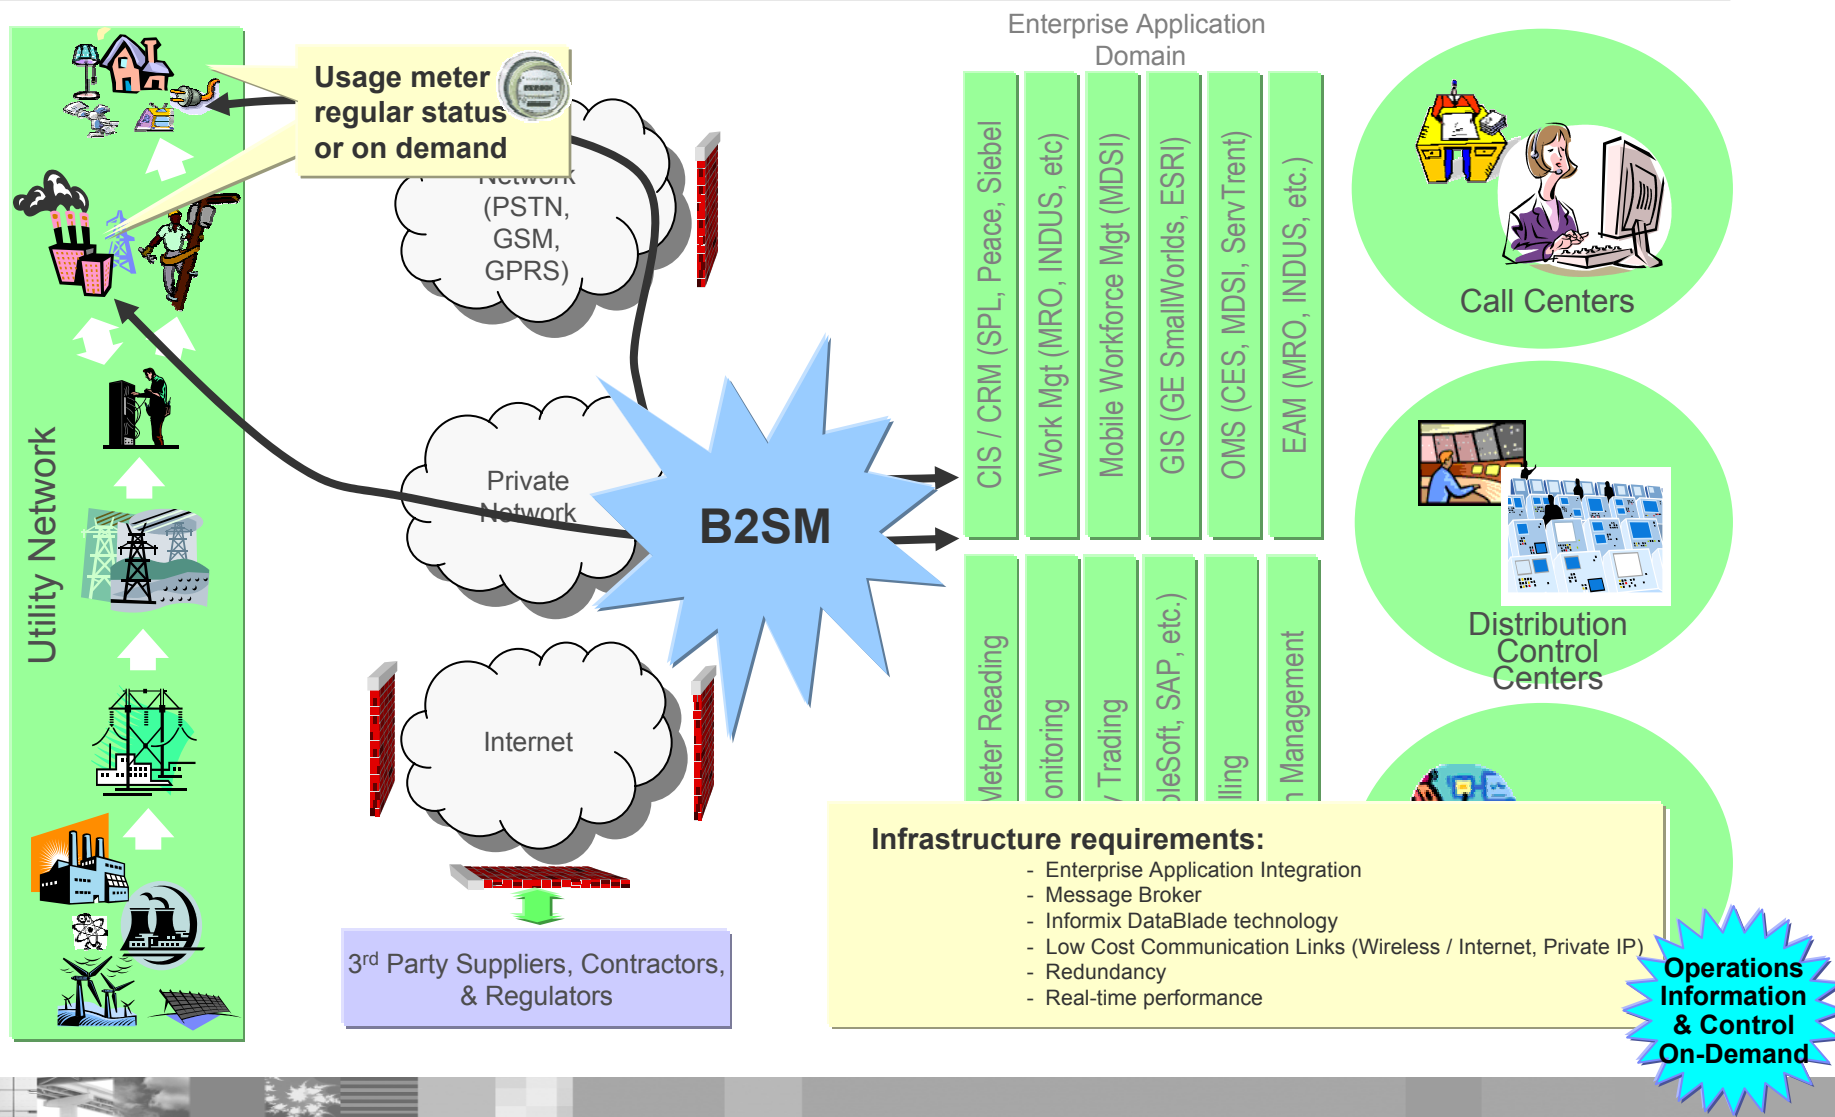 Enterprise Application
Domain
Usage meter
regular status
or on demand
Network
(PSTN,
GSM,
GPRS)
Private
Network
Internet
B2SM
Utility Network
CIS / CRM (SPL, Peace, Siebel
Work Mgt (MRO, INDUS, etc)
Mobile Workforce Mgt (MDSI)
GIS (GE SmallWorlds, ESRI)
OMS (CES, MDSI, ServTrent)
EAM (MRO, INDUS, etc.)
Meter Reading
onitoring
Trading
pleSoft, SAP, etc.)
lling
n Management
Call Centers
Distribution
Control
Centers
3rd Party Suppliers, Contractors,
& Regulators
Infrastructure requirements:
- Enterprise Application Integration
- Message Broker
- Informix DataBlade technology
- Low Cost Communication Links (Wireless / Internet, Private IP)
- Redundancy
- Real-time performance
Operations
Information
& Control
On-Demand